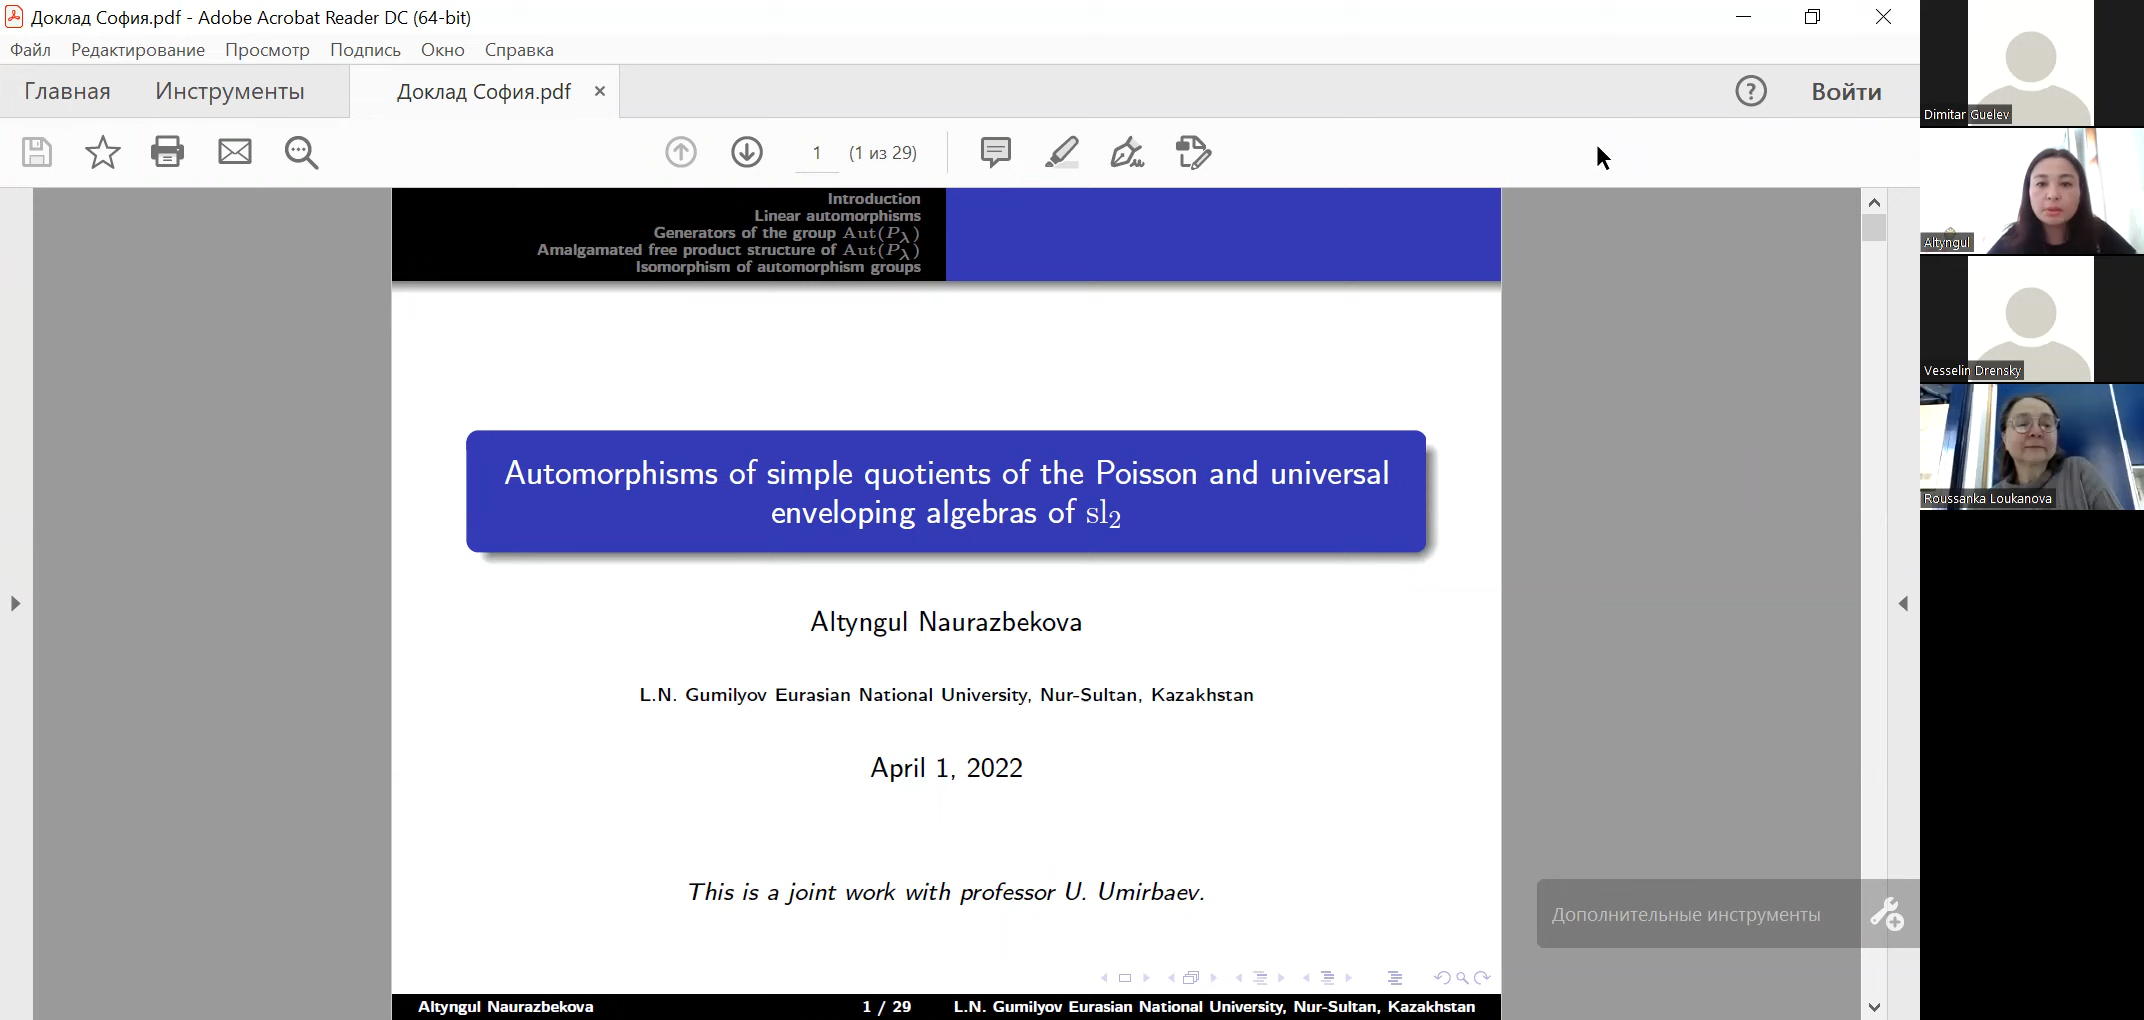 Доклад София.pdf - Adobe Acrobat Reader DC (64-bit)
Файл Редактирование Просмотр Подпись Окно Справка
Главная Инструменты Доклад София.pdf × Войти
1 (1 из 29)
Introduction
Linear automorphisms
Generators of the group Aut(Pλ)
Amalgamated free product structure of Aut(Pλ)
Isomorphism of automorphism groups
Automorphisms of simple quotients of the Poisson and universal
enveloping algebras of sl₂
Altyngul Naurazbekova
L.N. Gumilyov Eurasian National University, Nur-Sultan, Kazakhstan
April 1, 2022
This is a joint work with professor U. Umirbaev.
Дополнительные инструменты
Altyngul Naurazbekova 1 / 29 L.N. Gumilyov Eurasian National University, Nur-Sultan, Kazakhstan
Dimitar Guelev
Altyngul
Vesselin Drensky
Roussanka Loukanova